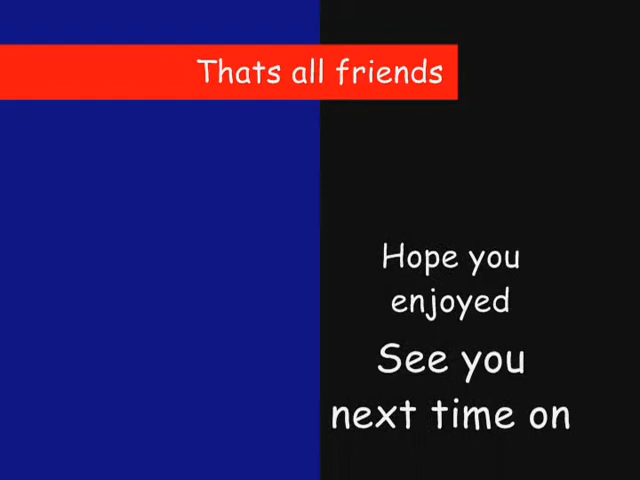 Thats all friends
Hope you
enjoyed
See you
next time on